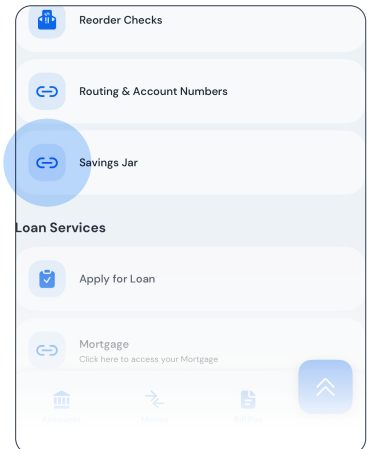 Reorder Checks
Routing & Account Numbers
Savings Jar
Loan Services
Apply for Loan
Mortgage
Click here to access your Mortgage